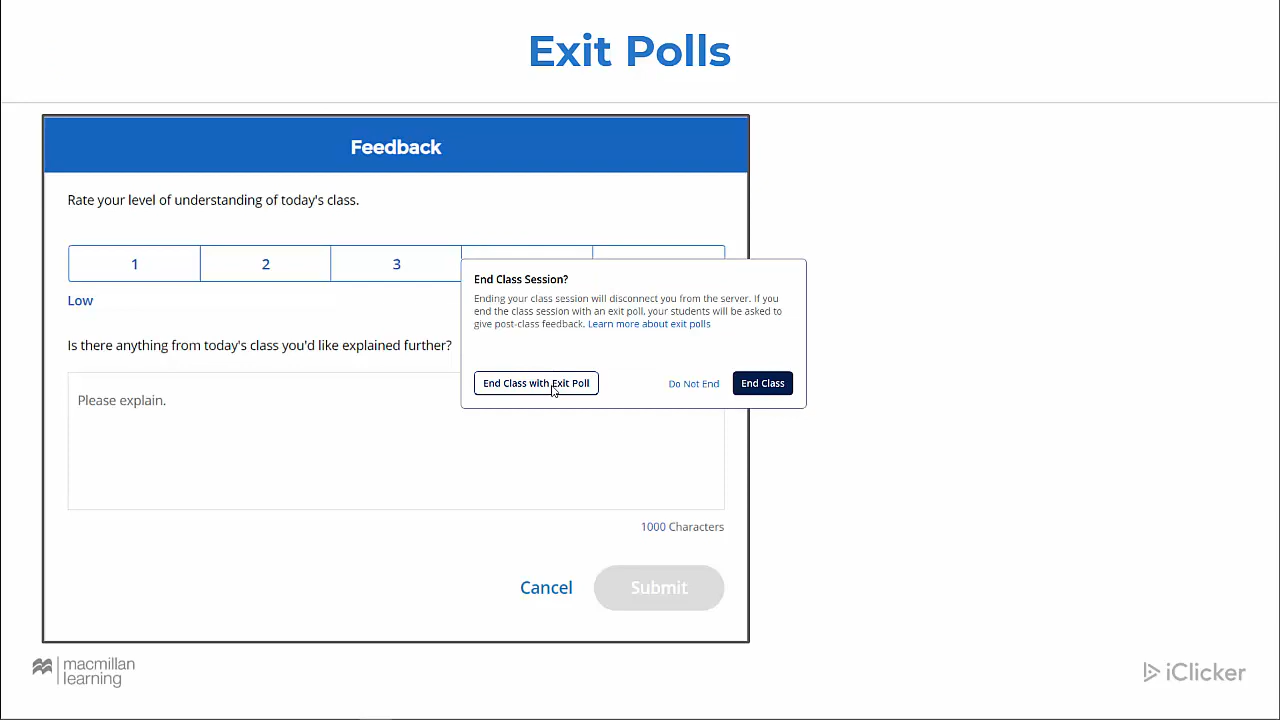 Exit Polls
Feedback
Rate your level of understanding of today's class.
1 2 3
Low
Is there anything from today's class you'd like explained further?
Please explain.
1000 Characters
Cancel Submit
End Class Session?
Ending your class session will disconnect you from the server. If you
end the class session with an exit poll, your students will be asked to
give post-class feedback. Learn more about exit polls
End Class with Exit Poll Do Not End End Class
macmillan
learning
iClicker